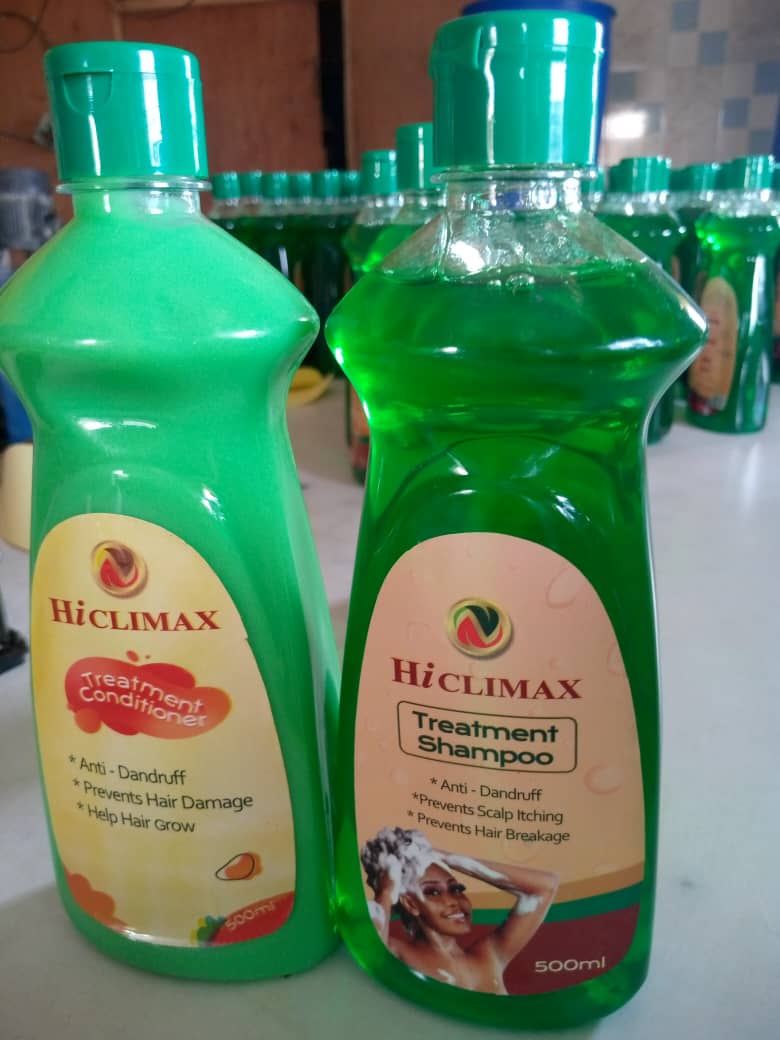 HiCLIMAX
Treatment
Conditioner
* Anti - Dandruff
* Prevents Hair Damage
* Help Hair Grow
500ml
HiCLIMAX
Treatment
Shampoo
* Anti - Dandruff
*Prevents Scalp Itching
* Prevents Hair Breakage
500ml